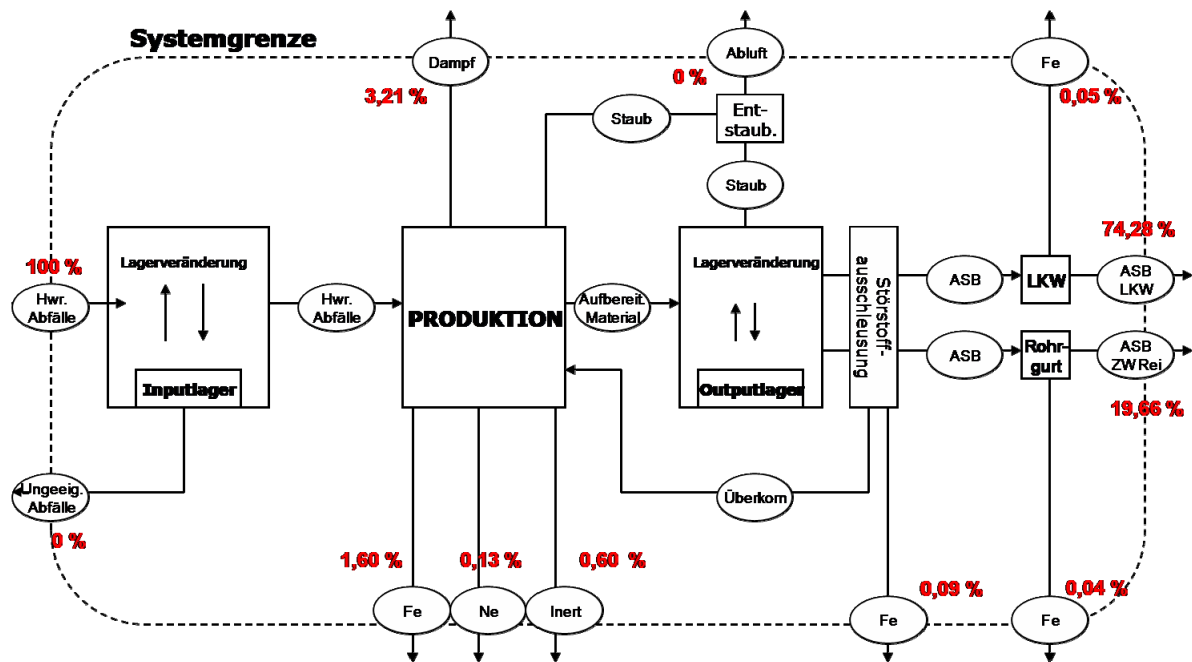 Systemgrenze
Dampf
3,21 %
Abluft
0 %
Fe
0,05 %
Staub
Ent-
staub.
Staub
100 %
Hwr.
Abfälle
Lagerveränderung
Inputlager
Hwr.
Abfälle
PRODUKTION
Aufbereit.
Material
Lagerveränderung
Outputlager
Störstoff-
ausschleusung
ASB
LKW
74,28 %
ASB
LKW
ASB
Rohr-
gurt
ASB
ZW Rei
19,66 %
Ungeeig.
Abfälle
0 %
Überkorn
1,60 %
0,13 %
0,60 %
0,09 %
0,04 %
Fe
Ne
Inert
Fe
Fe